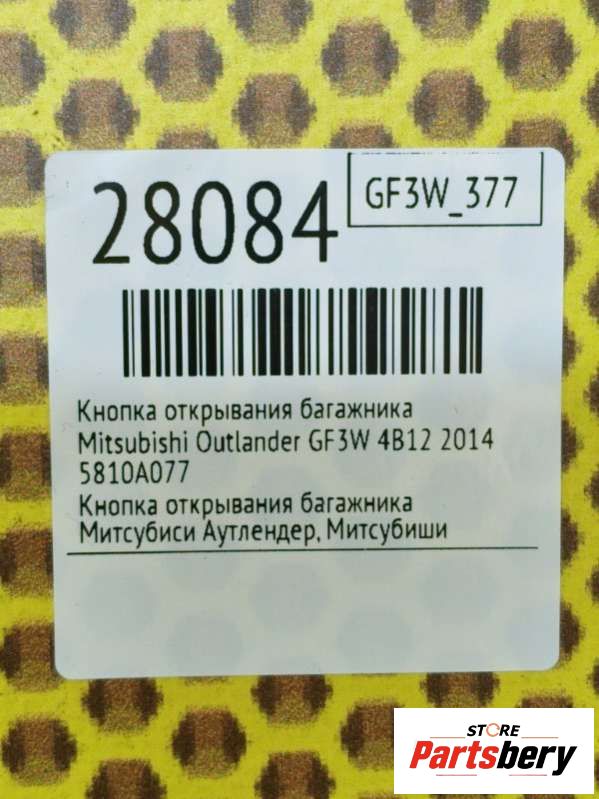 28084
GF3W_377
Кнопка открывания багажника
Mitsubishi Outlander GF3W 4B12 2014
5810A077
Кнопка открывания багажника
Митсубиси Аутлендер, Митсубиши
STORE
Partsbery